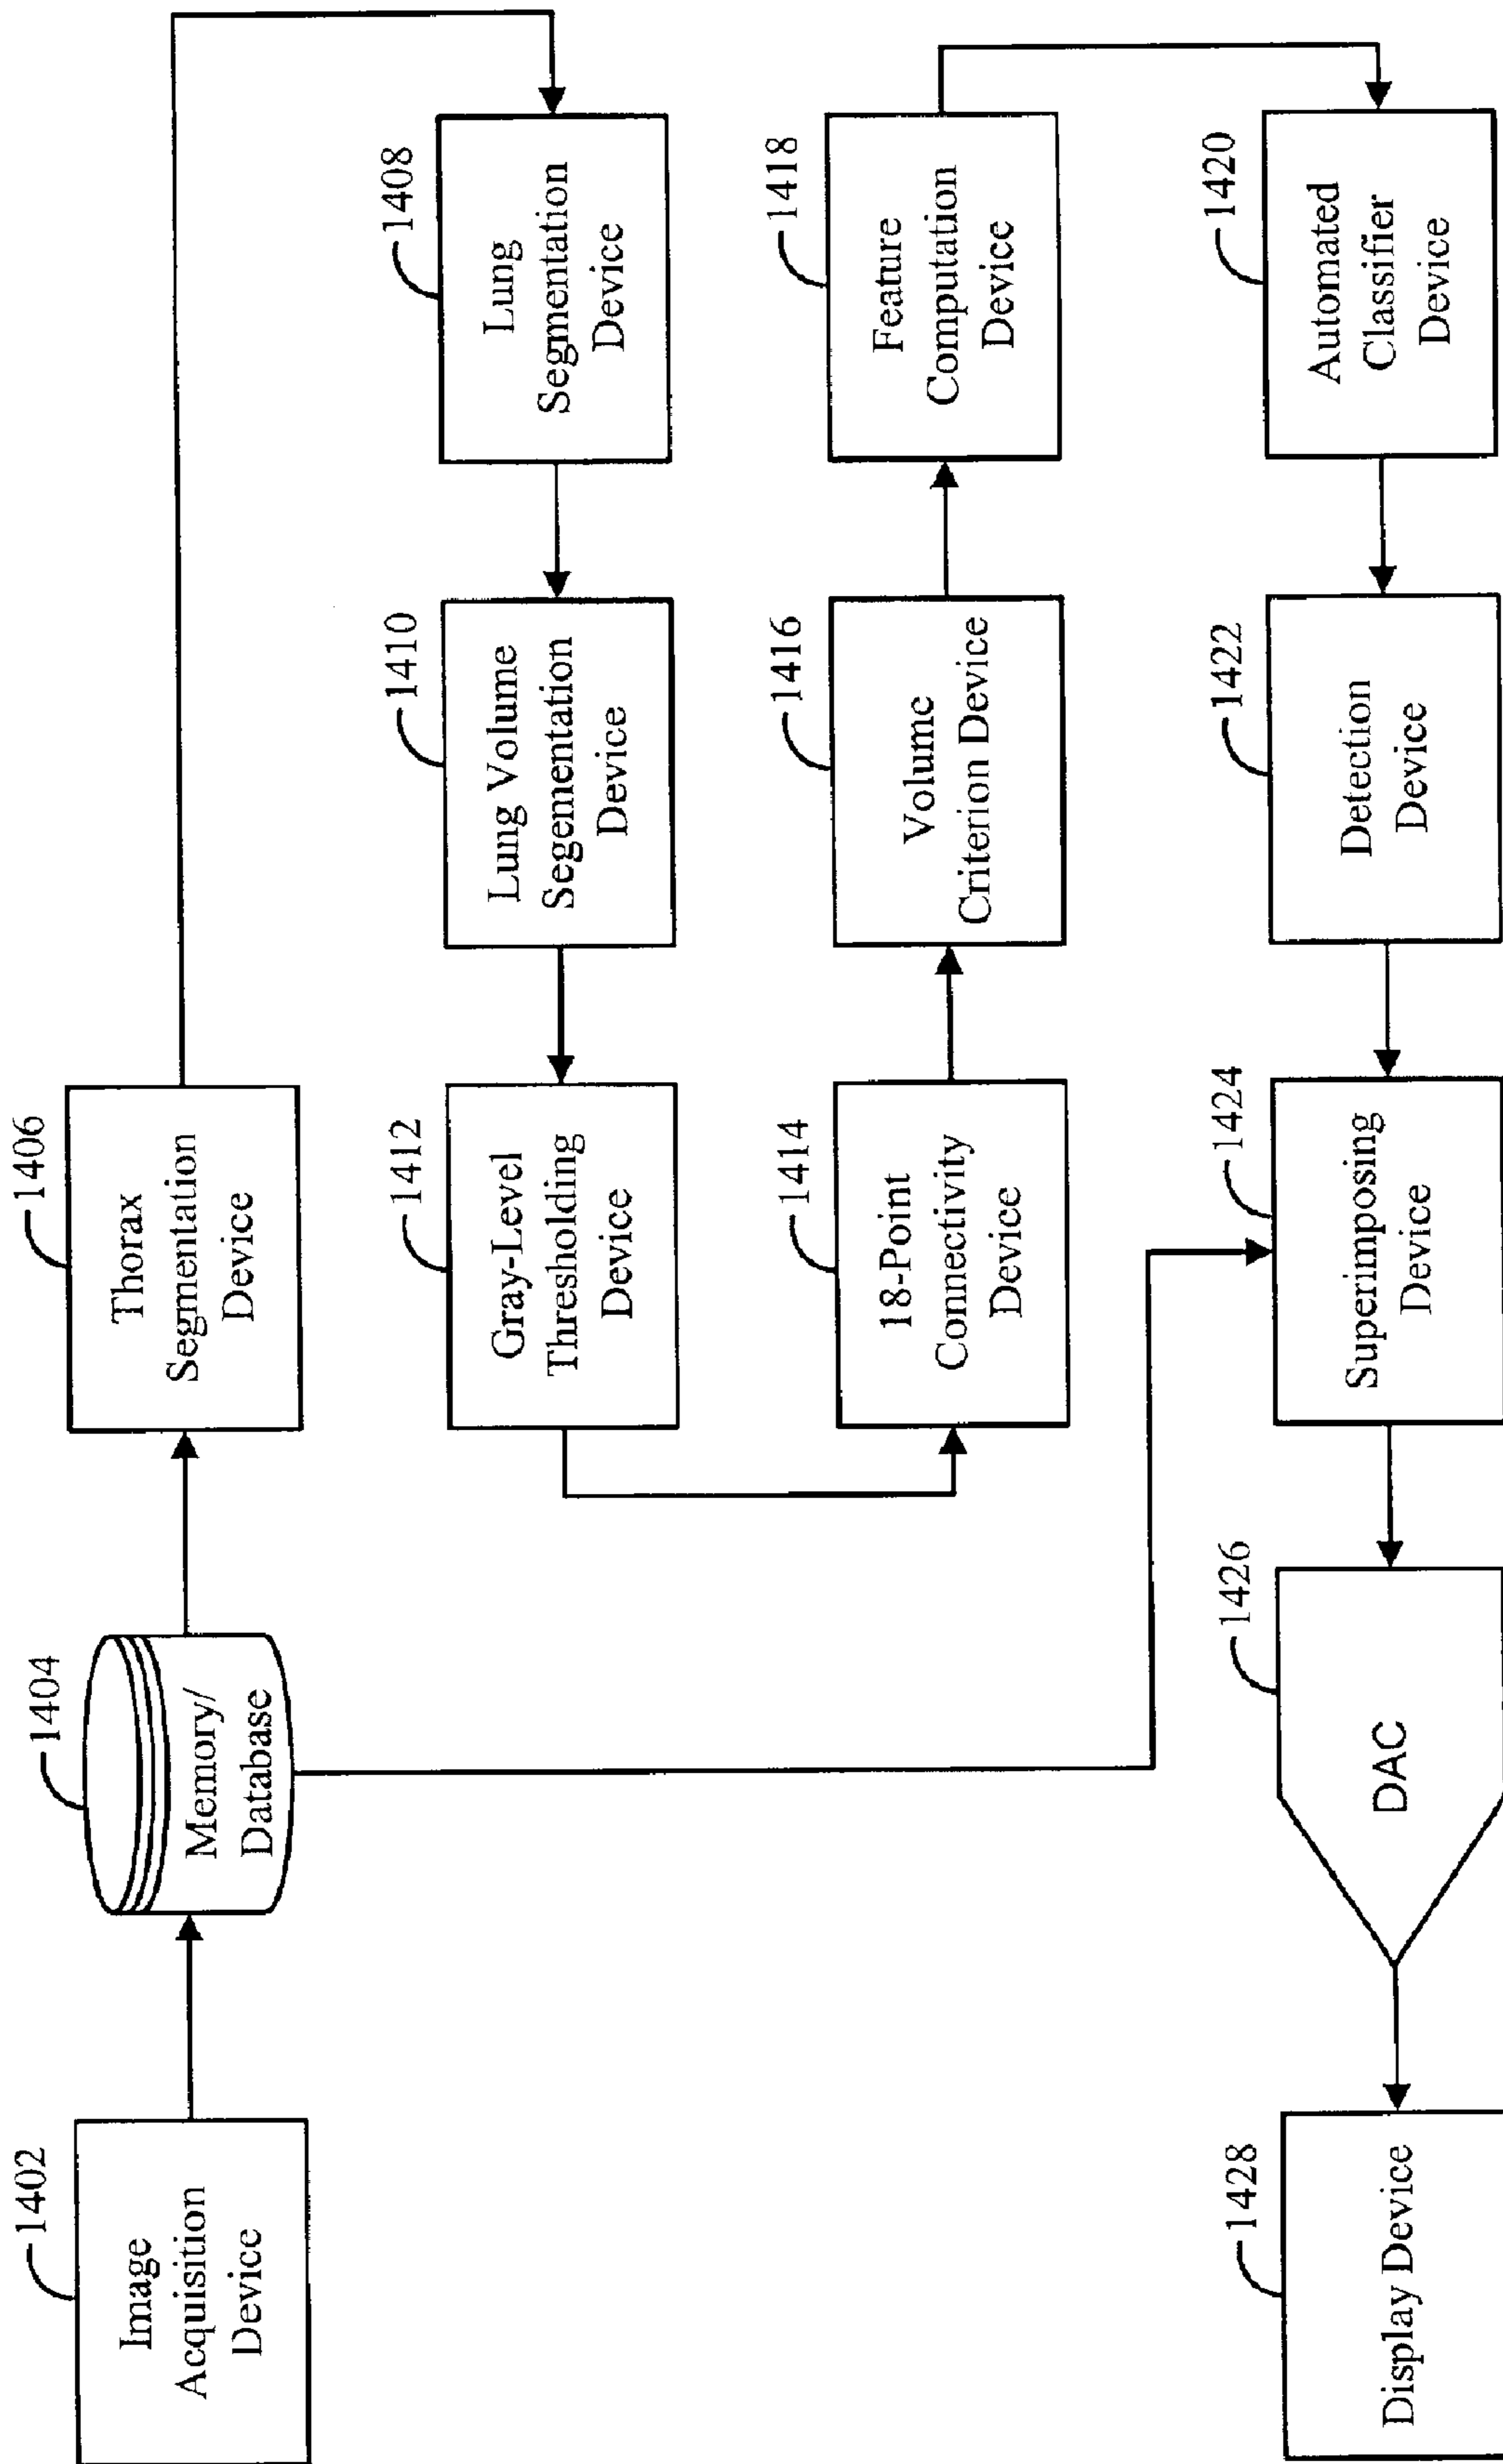 1402
Image
Acquisition
Device
1404
Memory/
Database
1406
Thorax
Segmentation
Device
1408
Lung
Segmentation
Device
1410
Lung Volume
Segementation
Device
1412
Gray-Level
Thresholding
Device
1414
18-Point
Connectivity
Device
1416
Volume
Criterion Device
1418
Feature
Computation
Device
1420
Automated
Classifier
Device
1422
Detection
Device
1424
Superimposing
Device
1426
DAC
1428
Display Device